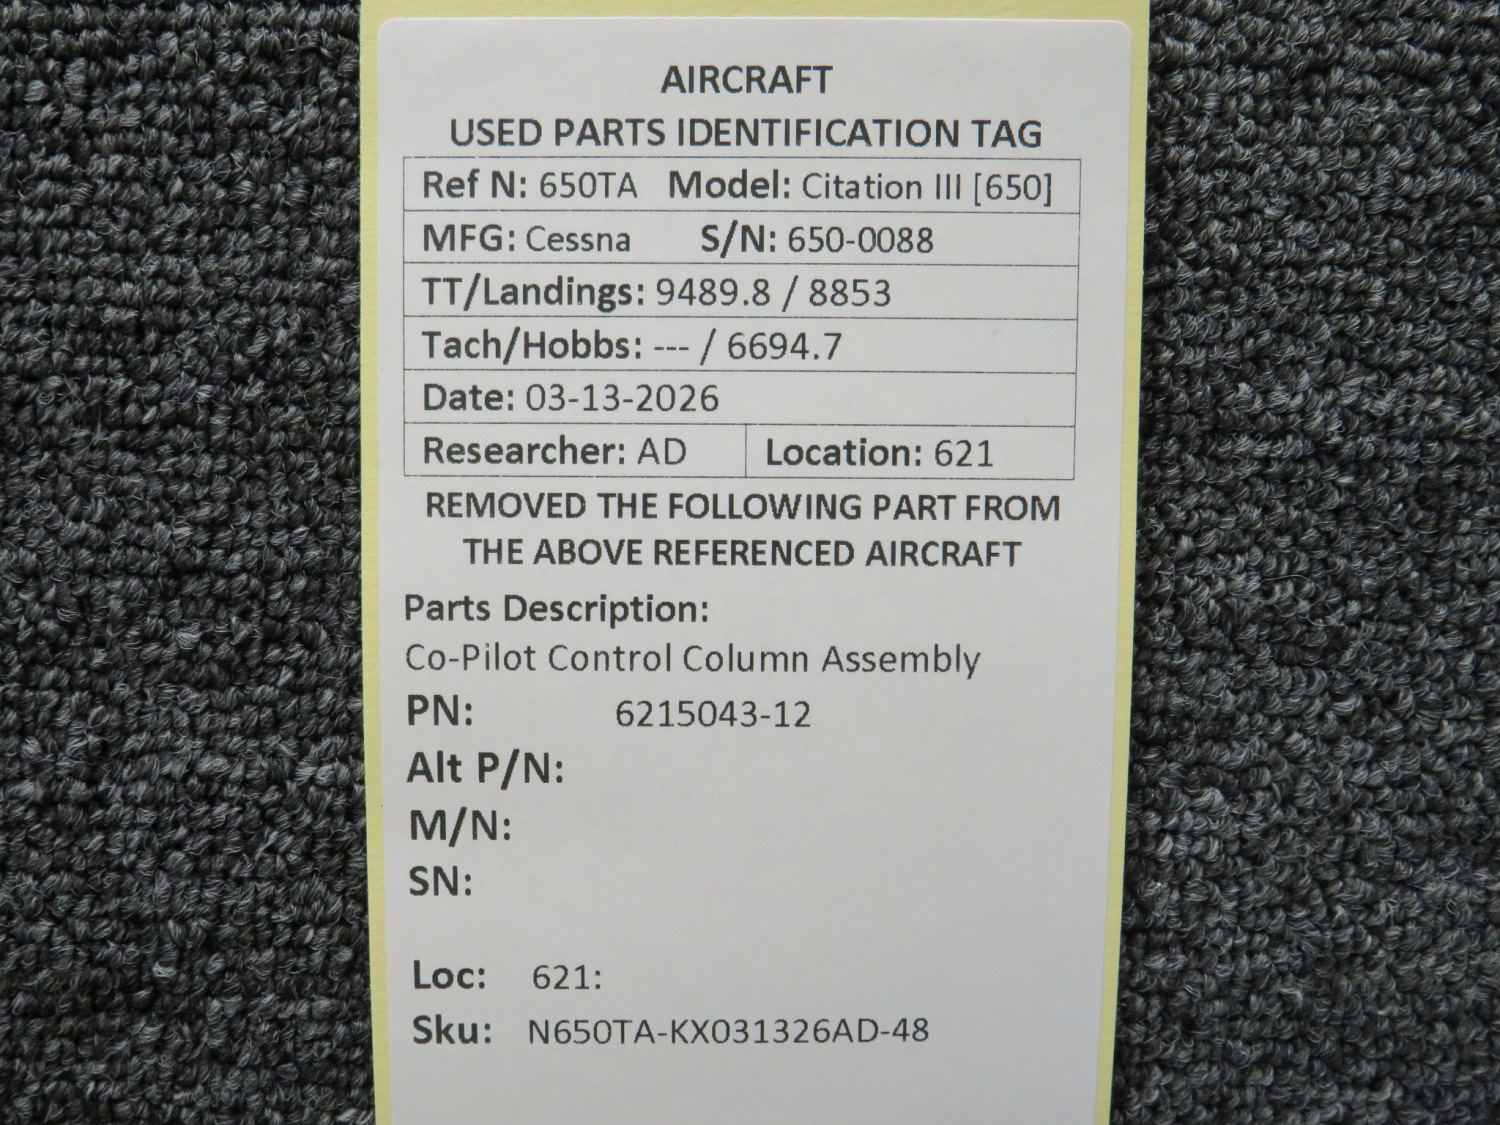 AIRCRAFT
USED PARTS IDENTIFICATION TAG
Ref N: 650TA Model: Citation III [650]
MFG: Cessna S/N: 650-0088
TT/Landings: 9489.8 / 8853
Tach/Hobbs: --- / 6694.7
Date: 03-13-2026
Researcher: AD Location: 621
REMOVED THE FOLLOWING PART FROM
THE ABOVE REFERENCED AIRCRAFT
Parts Description:
Co-Pilot Control Column Assembly
PN: 6215043-12
Alt P/N:
M/N:
SN:
Loc: 621:
Sku: N650TA-KX031326AD-48